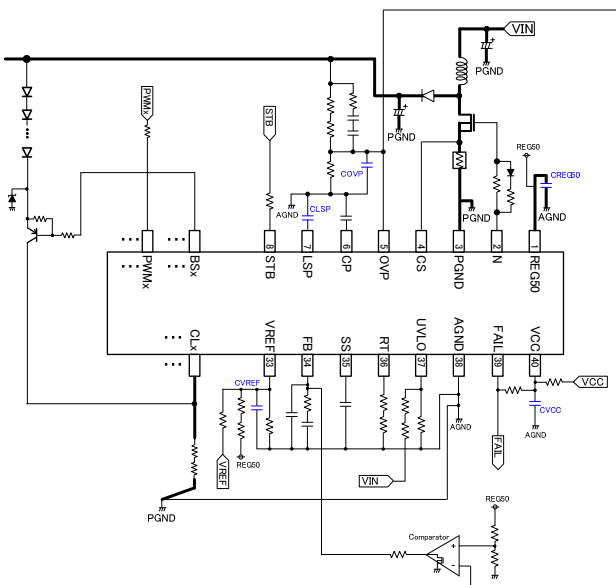 VIN
PGND
PWMx
STB
PGND
REG50
COVP
CREG50
CLSP
AGND
PGND
AGND
8
7
6
5
4
3
2
1
PWMx
BSx
STB
LSP
CP
OVP
CS
PGND
N
REG50
CLx
VREF
FB
SS
RT
UVLO
AGND
FAIL
VCC
33
34
35
36
37
38
39
40
CVREF
VCC
CVCC
AGND
AGND
FAIL
VREF
REG50
VIN
PGND
REG50
Comparator
+
-